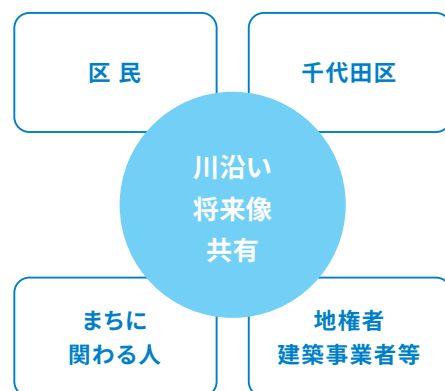 区 民
千代田区
川沿い
将来像
共有
まちに
関わる人
地権者
建築事業者等